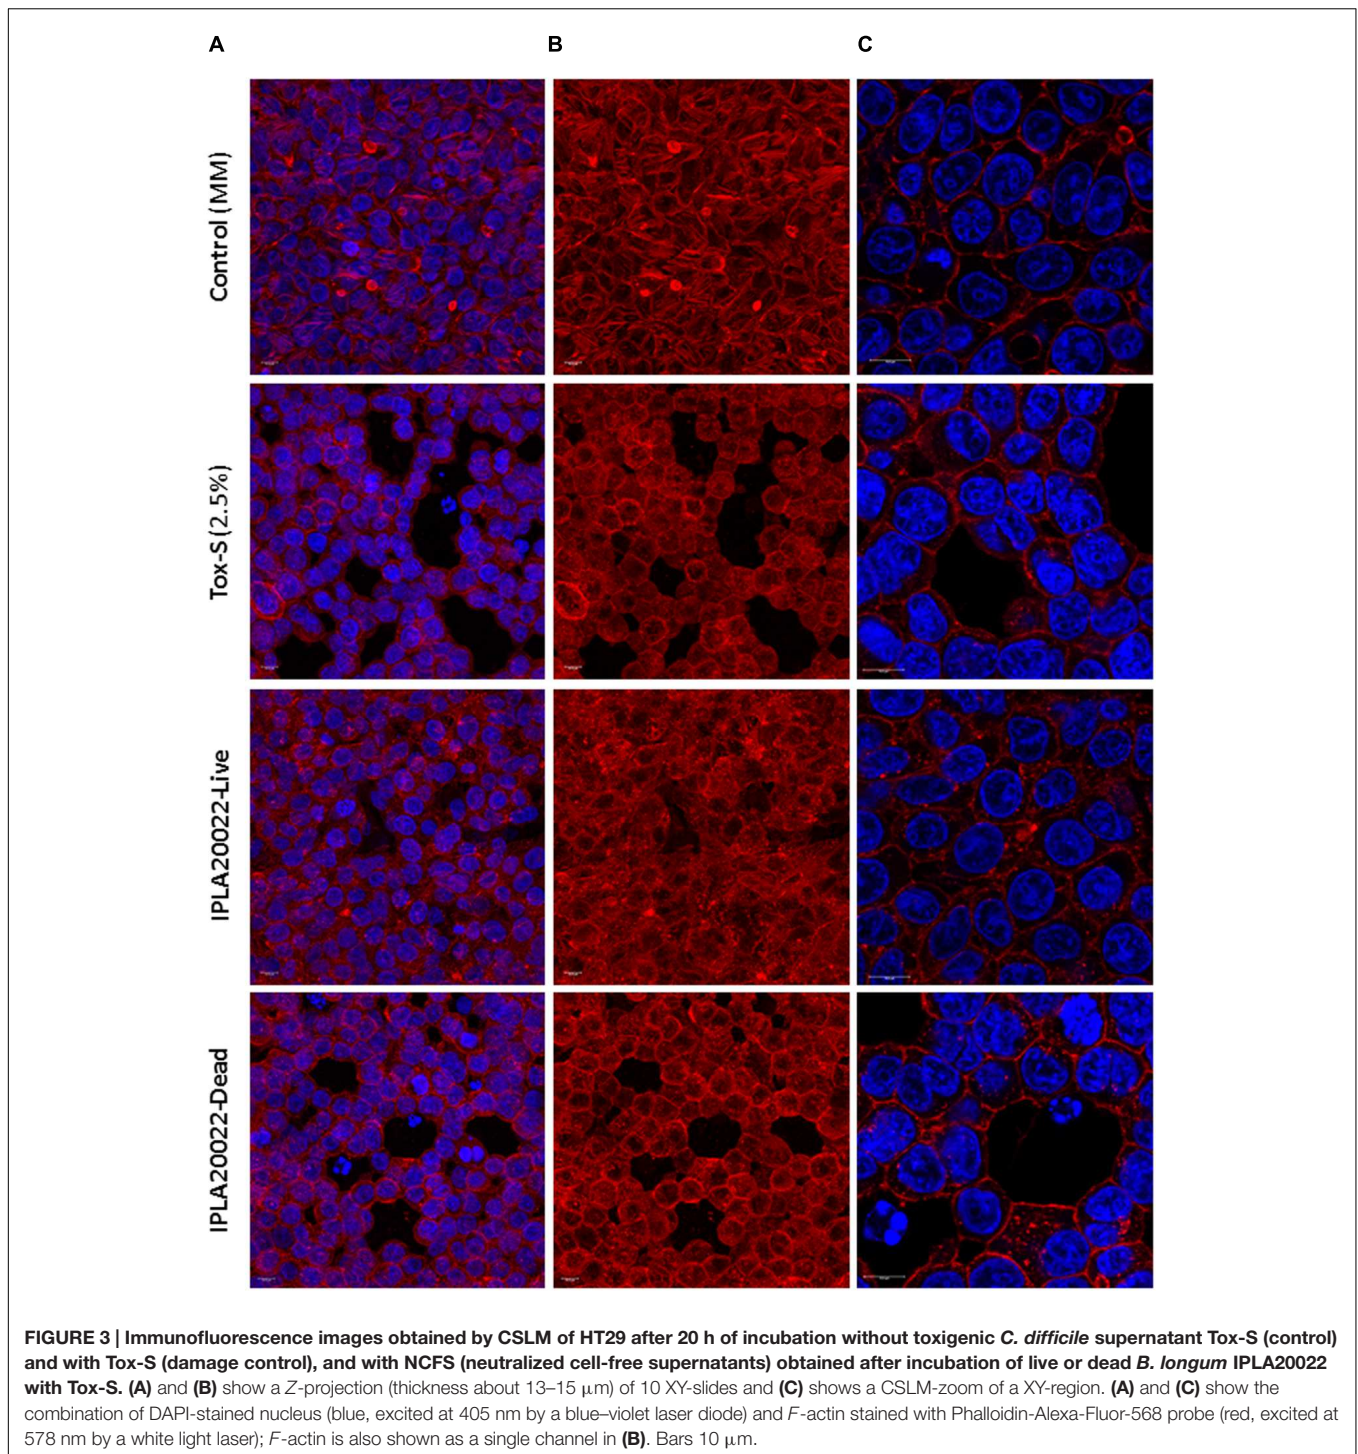 A B C
Control (MM)
Tox-S (2.5%)
IPLA20022-Live
IPLA20022-Dead
FIGURE 3 | Immunofluorescence images obtained by CSLM of HT29 after 20 h of incubation without toxigenic C. difficile supernatant Tox-S (control)
and with Tox-S (damage control), and with NCFS (neutralized cell-free supernatants) obtained after incubation of live or dead B. longum IPLA20022
with Tox-S. (A) and (B) show a Z-projection (thickness about 13–15 μm) of 10 XY-slides and (C) shows a CSLM-zoom of a XY-region. (A) and (C) show the
combination of DAPI-stained nucleus (blue, excited at 405 nm by a blue–violet laser diode) and F-actin stained with Phalloidin-Alexa-Fluor-568 probe (red, excited at
578 nm by a white light laser); F-actin is also shown as a single channel in (B). Bars 10 μm.